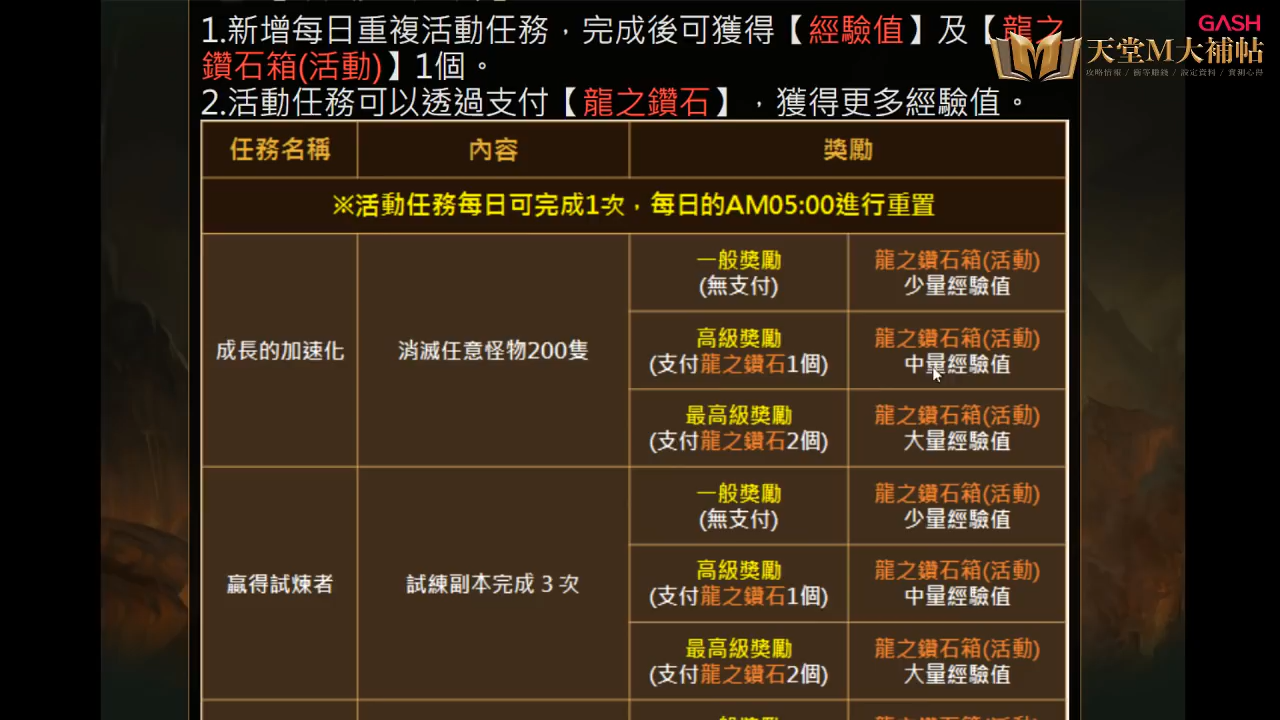 1.新增每日重複活動任務，完成後可獲得【經驗值】及【龍之
鑽石箱(活動)】1個。
2.活動任務可以透過支付【龍之鑽石】，獲得更多經驗值。
GASH
天堂M大補帖
任務名稱 內容 獎勵
※活動任務每日可完成1次，每日的AM05:00進行重置
成長的加速化
消滅任意怪物200隻
一般獎勵
(無支付)
龍之鑽石箱(活動)
少量經驗值
高級獎勵
(支付龍之鑽石1個)
龍之鑽石箱(活動)
中量經驗值
最高級獎勵
(支付龍之鑽石2個)
龍之鑽石箱(活動)
大量經驗值
贏得試煉者
試練副本完成 3 次
一般獎勵
(無支付)
龍之鑽石箱(活動)
少量經驗值
高級獎勵
(支付龍之鑽石1個)
龍之鑽石箱(活動)
中量經驗值
最高級獎勵
(支付龍之鑽石2個)
龍之鑽石箱(活動)
大量經驗值